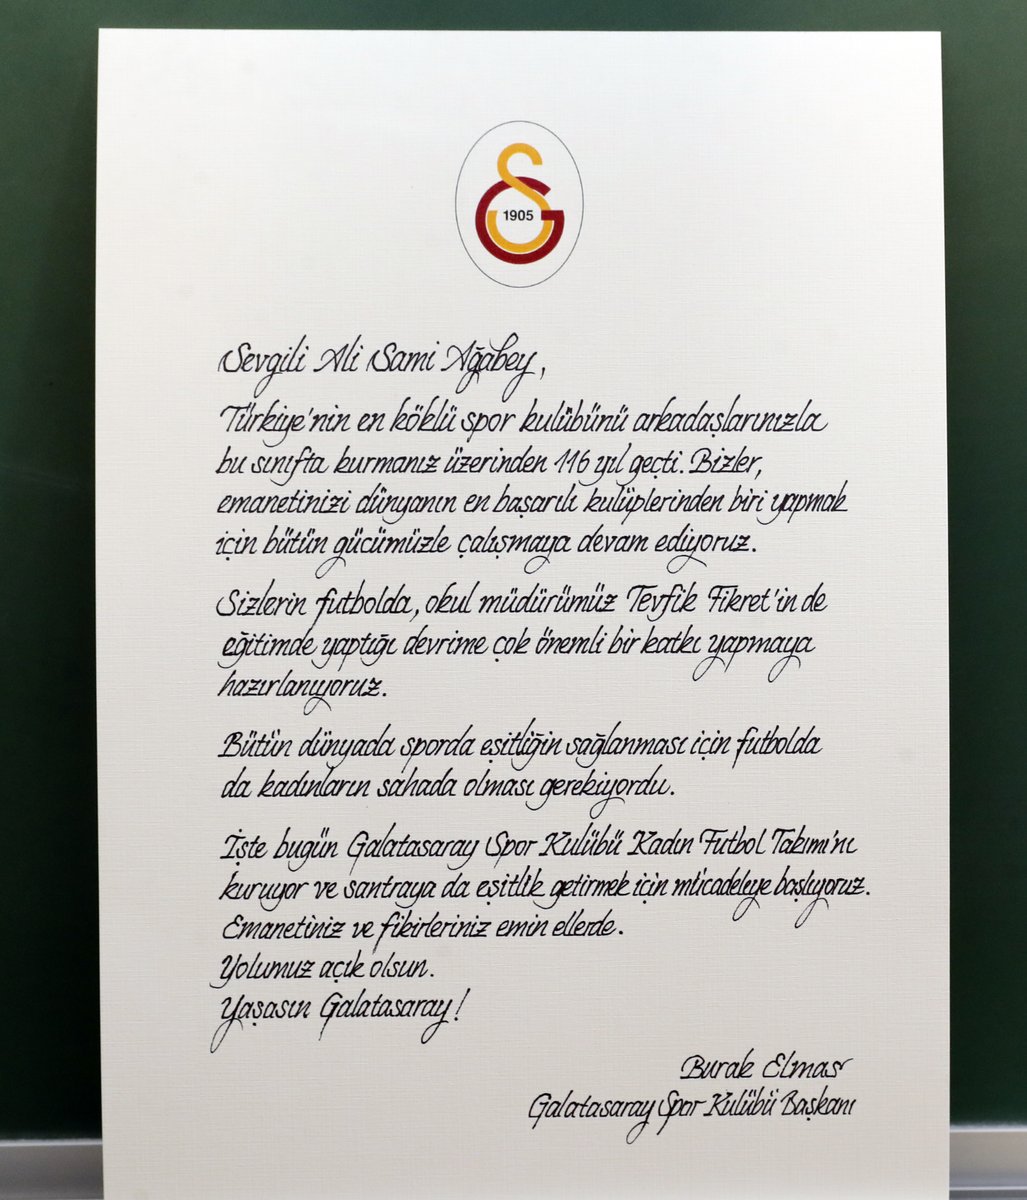 1905
Sevgili Ali Sami Ağabey,
Türkiye'nin en köklü spor kulübünü arkadaşlarınızla
bu sınıfta kurmanız üzerinden 116 yıl geçti. Bizler,
emanetinizi dünyanın en başarılı kulüplerinden biri yapmak
için bütün gücümüzle çalışmaya devam ediyoruz.
Sizlerin futbolda, okul müdürümüz Tevfik Fikret'in de
eğitimde yaptığı devrime çok önemli bir katkı yapmaya
hazırlanıyoruz.
Bütün dünyada sporda eşitliğin sağlanması için futbolda
da kadınların sahada olması gerekiyordu.
İşte bugün Galatasaray Spor Kulübü Kadın Futbol Takımı'nı
kuruyor ve santraya da eşitlik getirmek için mücadeleye başlıyoruz.
Emanetiniz ve fikirleriniz emin ellerde.
Yolumuz açık olsun.
Yaşasın Galatasaray!
Burak Elmas
Galatasaray Spor Kulübü Başkanı